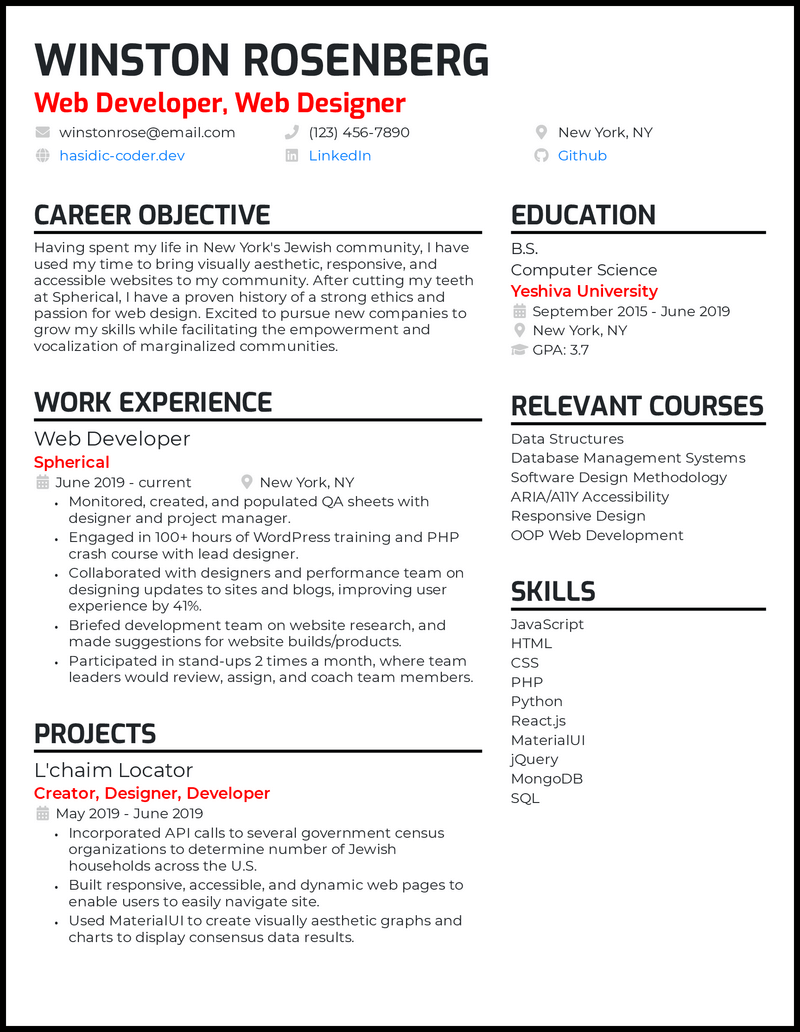 WINSTON ROSENBERG
Web Developer, Web Designer
winstonrose@email.com
(123) 456-7890
New York, NY
hasidic-coder.dev
LinkedIn
Github
CAREER OBJECTIVE
Having spent my life in New York's Jewish community, I have
used my time to bring visually aesthetic, responsive, and
accessible websites to my community. After cutting my teeth
at Spherical, I have a proven history of a strong ethics and
passion for web design. Excited to pursue new companies to
grow my skills while facilitating the empowerment and
vocalization of marginalized communities.
WORK EXPERIENCE
Web Developer
Spherical
June 2019 - current
New York, NY
• Monitored, created, and populated QA sheets with
designer and project manager.
• Engaged in 100+ hours of WordPress training and PHP
crash course with lead designer.
• Collaborated with designers and performance team on
designing updates to sites and blogs, improving user
experience by 41%.
• Briefed development team on website research, and
made suggestions for website builds/products.
• Participated in stand-ups 2 times a month, where team
leaders would review, assign, and coach team members.
PROJECTS
L'chaim Locator
Creator, Designer, Developer
May 2019 - June 2019
• Incorporated API calls to several government census
organizations to determine number of Jewish
households across the U.S.
• Built responsive, accessible, and dynamic web pages to
enable users to easily navigate site.
• Used MaterialUI to create visually aesthetic graphs and
charts to display consensus data results.
EDUCATION
B.S.
Computer Science
Yeshiva University
September 2015 - June 2019
New York, NY
GPA: 3.7
RELEVANT COURSES
Data Structures
Database Management Systems
Software Design Methodology
ARIA/A11Y Accessibility
Responsive Design
OOP Web Development
SKILLS
JavaScript
HTML
CSS
PHP
Python
React.js
MaterialUI
jQuery
MongoDB
SQL